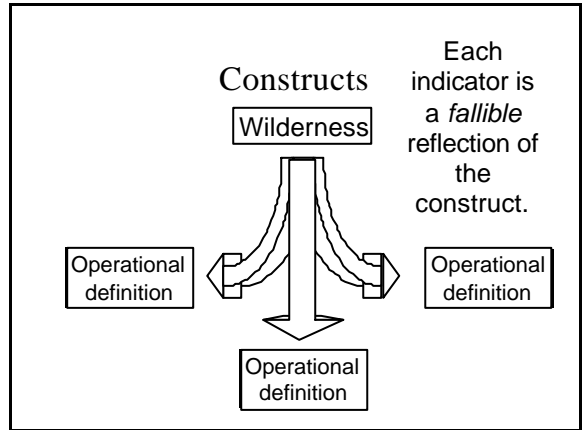 Constructs
Wilderness
Each
indicator is
a fallible
reflection of
the
construct.
Operational
definition
Operational
definition
Operational
definition